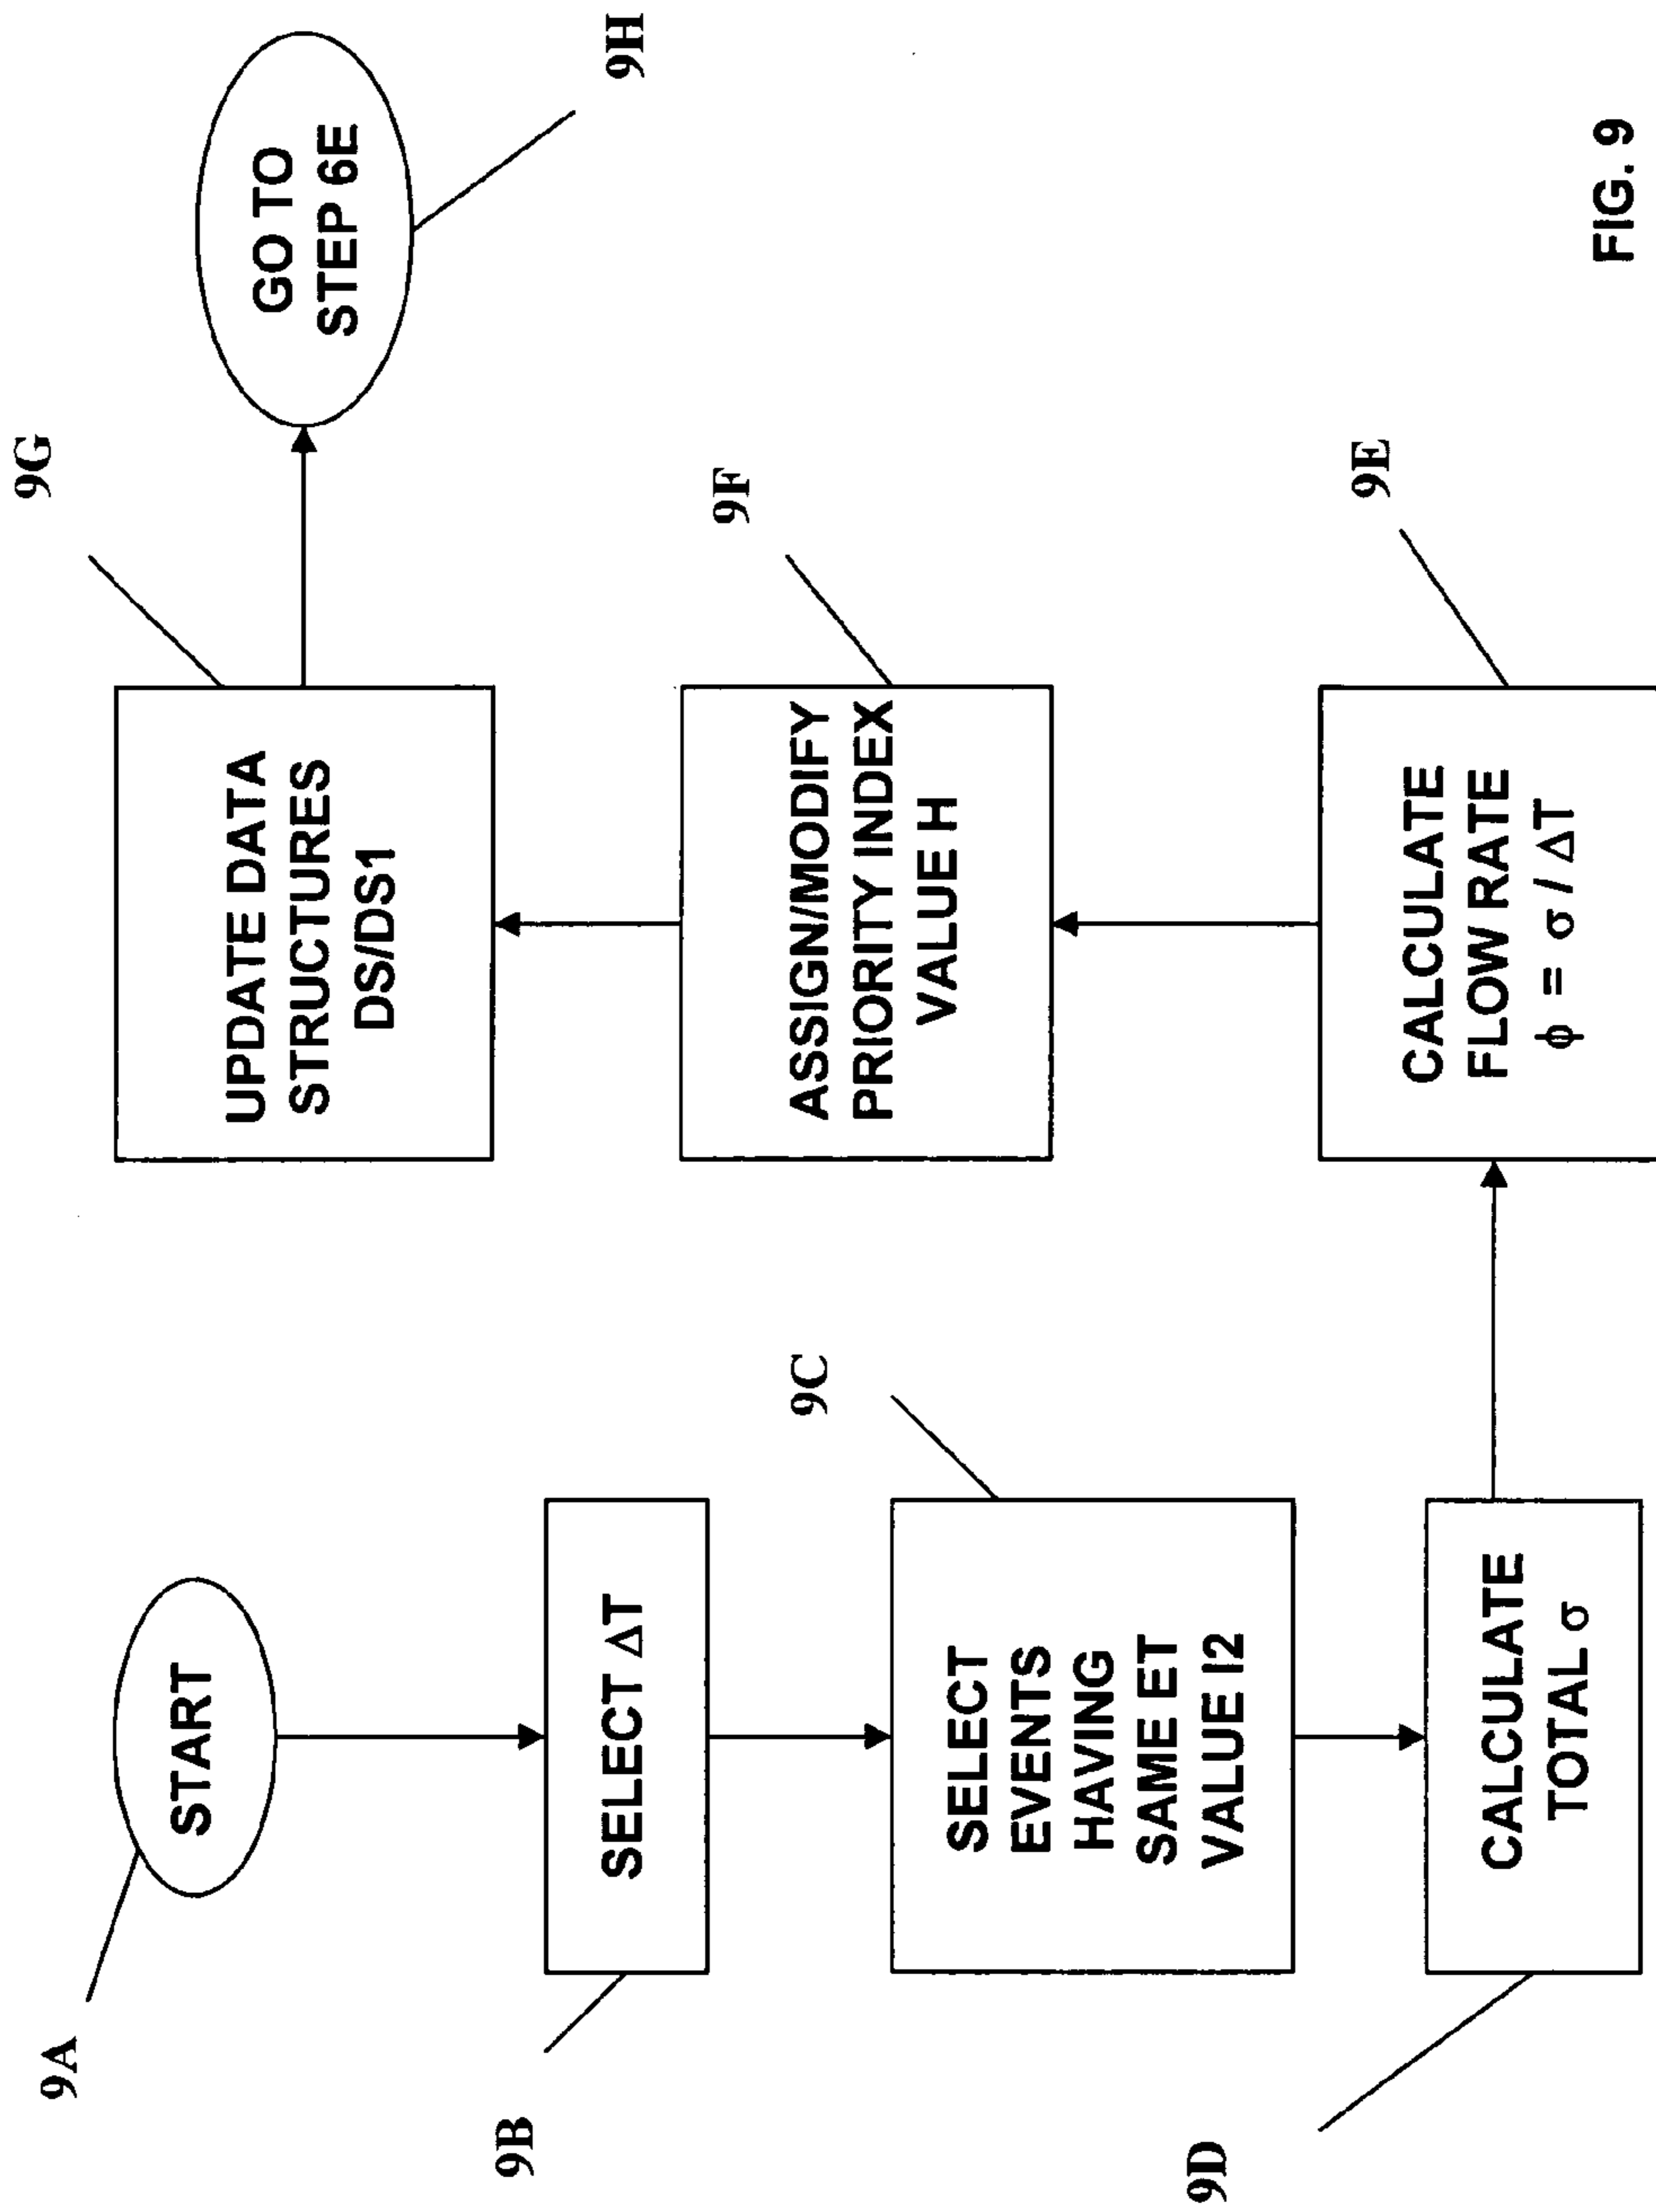 9A
START
9B
SELECT ΔT
9C
SELECT
EVENTS
HAVING
SAME ET
VALUE I2
9D
CALCULATE
TOTAL σ
9E
CALCULATE
FLOW RATE
ϕ = σ / ΔT
9F
ASSIGN/MODIFY
PRIORITY INDEX
VALUE H
9G
UPDATE DATA
STRUCTURES
DS/DS1
9H
GO TO
STEP 6E
FIG. 9